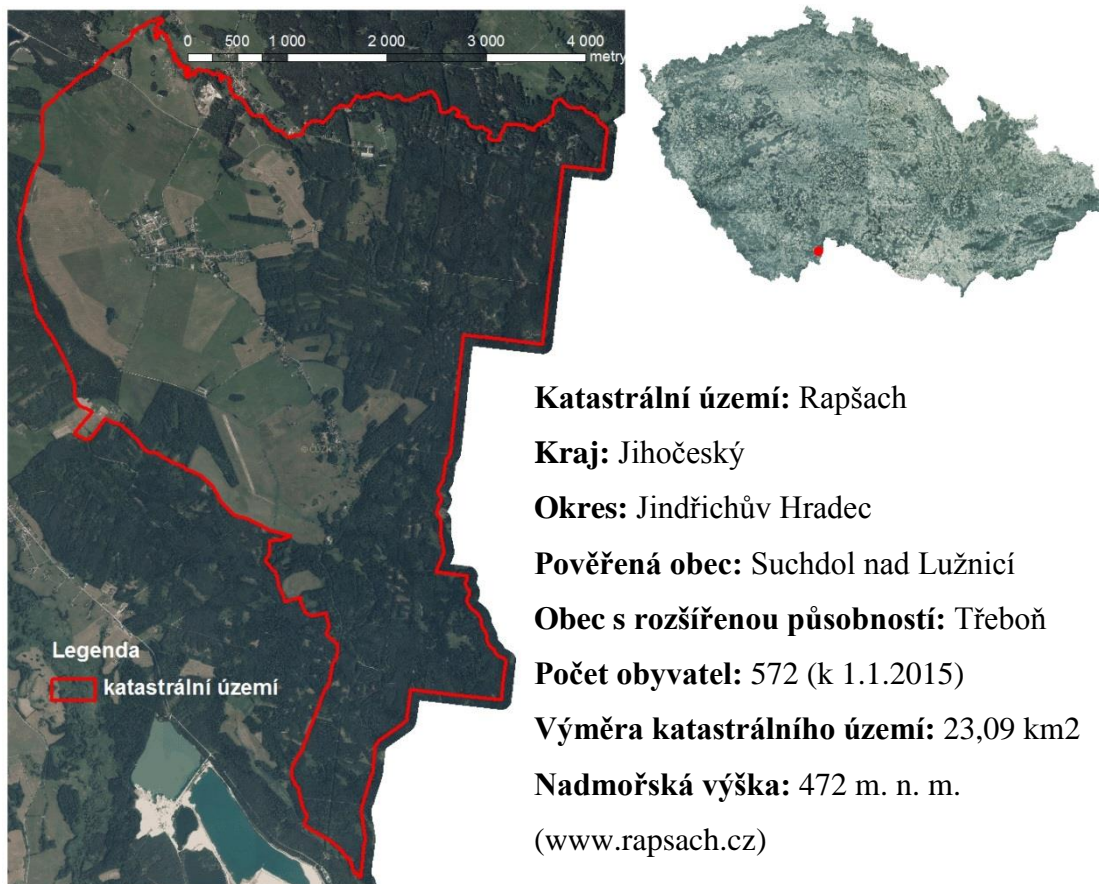 0 500 1 000 2 000 3 000 4 000
metry
Katastrální území: Rapšach
Kraj: Jihočeský
Okres: Jindřichův Hradec
Pověřená obec: Suchdol nad Lužnicí
Obec s rozšířenou působností: Třeboň
Počet obyvatel: 572 (k 1.1.2015)
Výměra katastrálního území: 23,09 km2
Nadmořská výška: 472 m. n. m.
(www.rapsach.cz)
Legenda
katastrální území